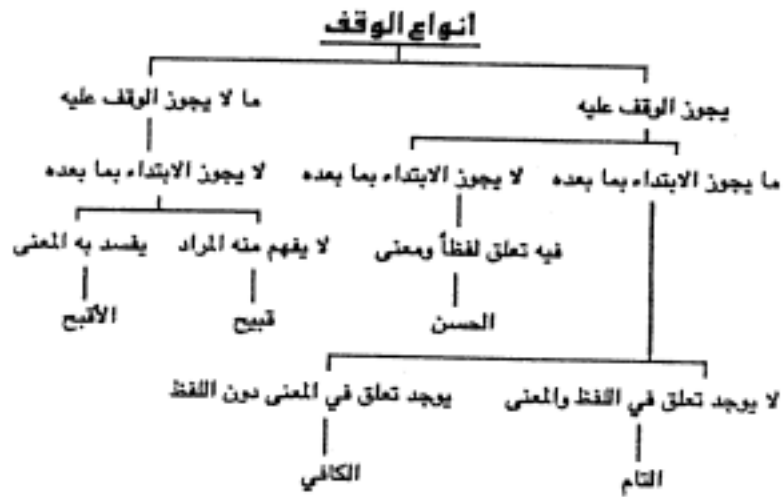 أنواع الوقف
يجوز الوقف عليه
ما لا يجوز الوقف عليه
ما يجوز الابتداء بما بعده
لا يجوز الابتداء بما بعده
لا يجوز الابتداء بما بعده
فيه تعلق لفظاً ومعنى
لا يفهم منه المراد
يفسد به المعنى
الحسن
قبيح
الأقبح
لا يوجد تعلق في اللفظ والمعنى
يوجد تعلق في المعنى دون اللفظ
التام
الكافي